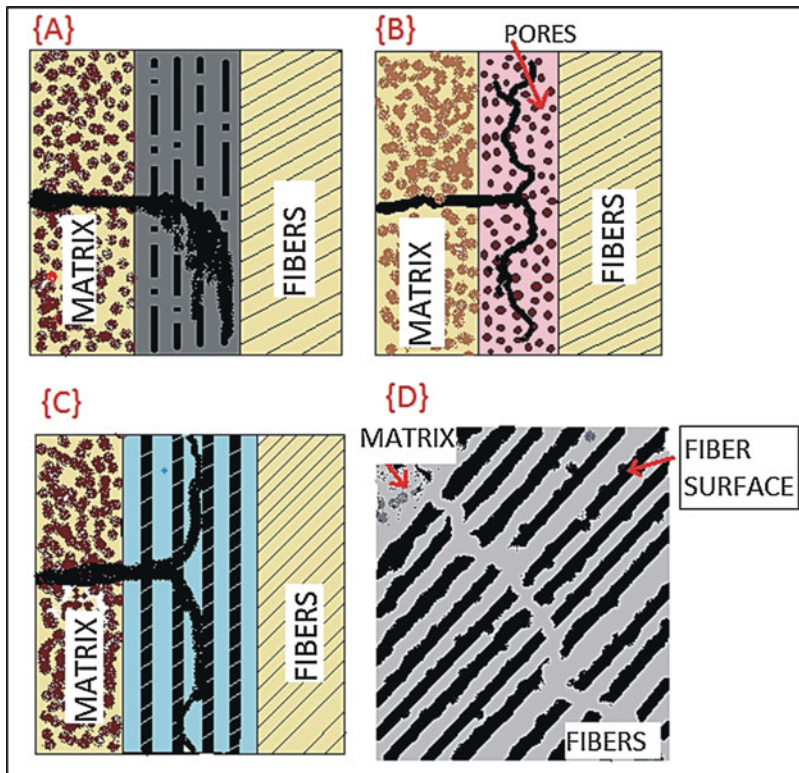 {A}
MATRIX
FIBERS
{B}
PORES
MATRIX
FIBERS
{C}
MATRIX
FIBERS
{D}
MATRIX
FIBER
SURFACE
FIBERS